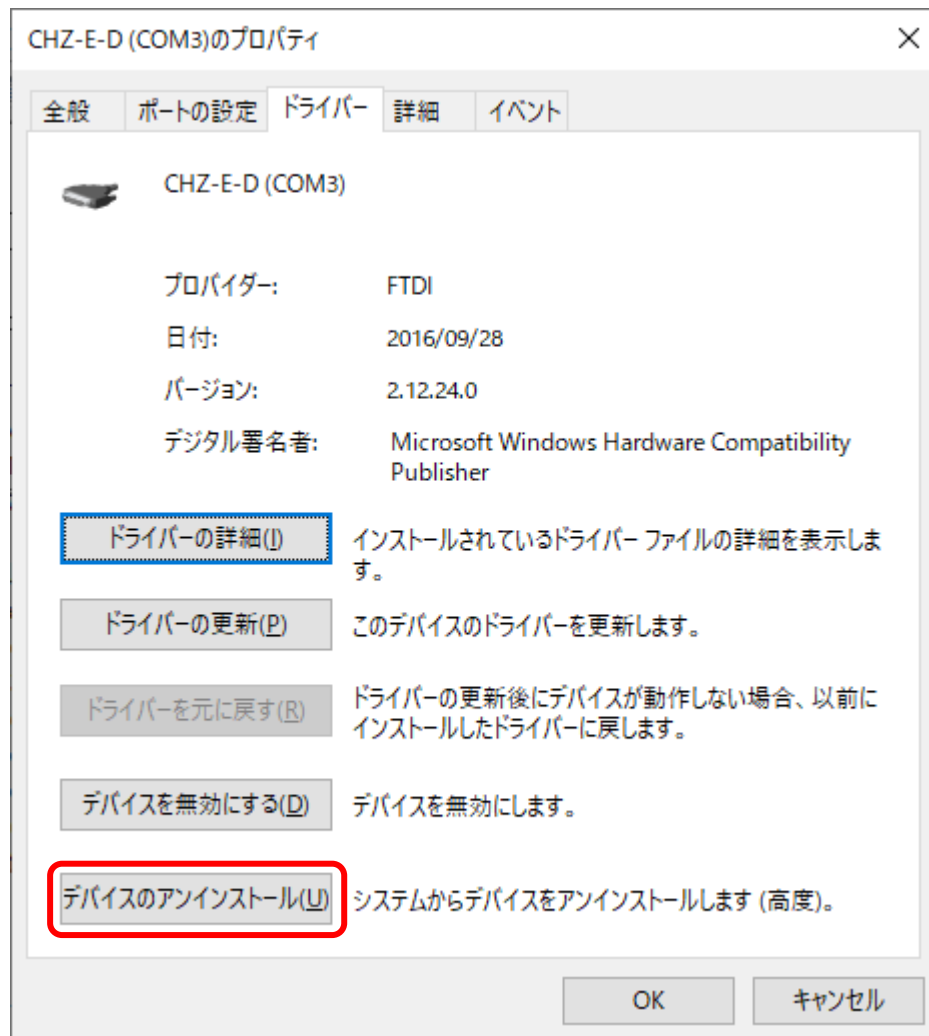 CHZ-E-D (COM3)のプロパティ
全般 ポートの設定 ドライバー 詳細 イベント
CHZ-E-D (COM3)
プロバイダー: FTDI
日付: 2016/09/28
バージョン: 2.12.24.0
デジタル署名者: Microsoft Windows Hardware Compatibility
Publisher
ドライバーの詳細(I) インストールされているドライバー ファイルの詳細を表示しま
す。
ドライバーの更新(P) このデバイスのドライバーを更新します。
ドライバーを元に戻す(R) ドライバーの更新後にデバイスが動作しない場合、以前に
インストールしたドライバーに戻します。
デバイスを無効にする(D) デバイスを無効にします。
デバイスのアンインストール(U) システムからデバイスをアンインストールします (高度)。
OK キャンセル